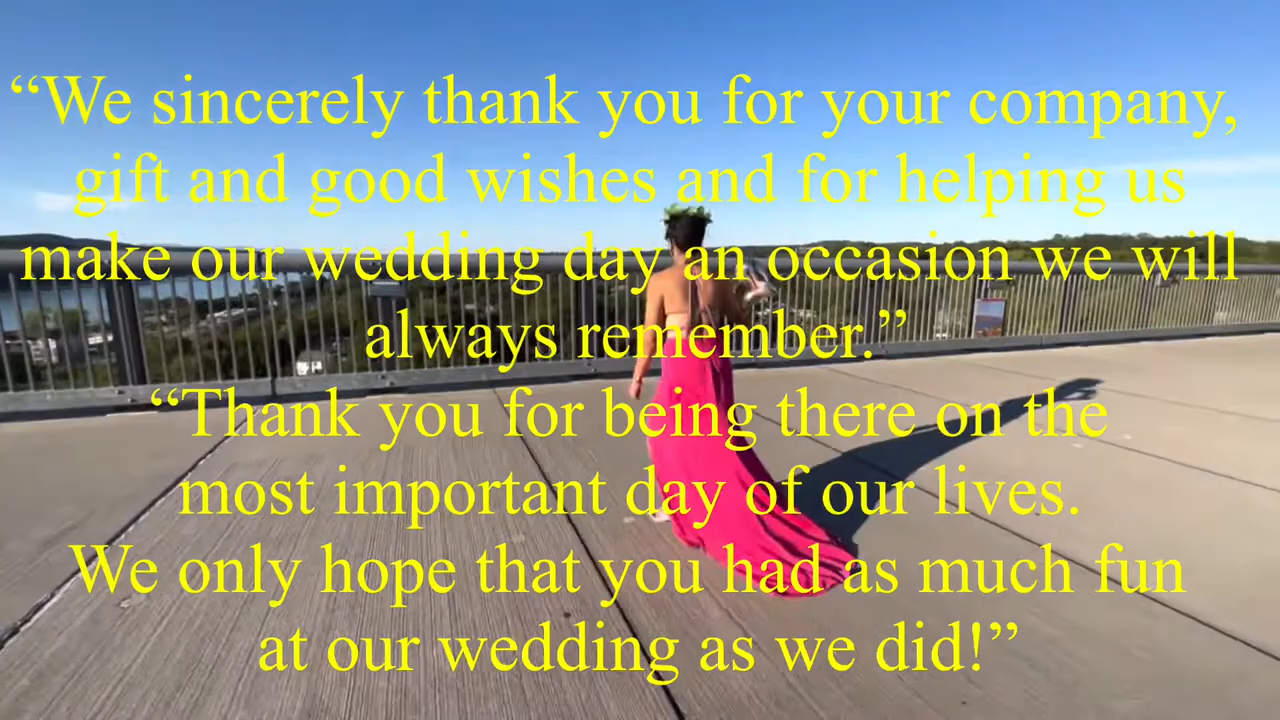 “We sincerely thank you for your company,
gift and good wishes and for helping us
make our wedding day an occasion we will
always remember.”
“Thank you for being there on the
most important day of our lives.
We only hope that you had as much fun
at our wedding as we did!”